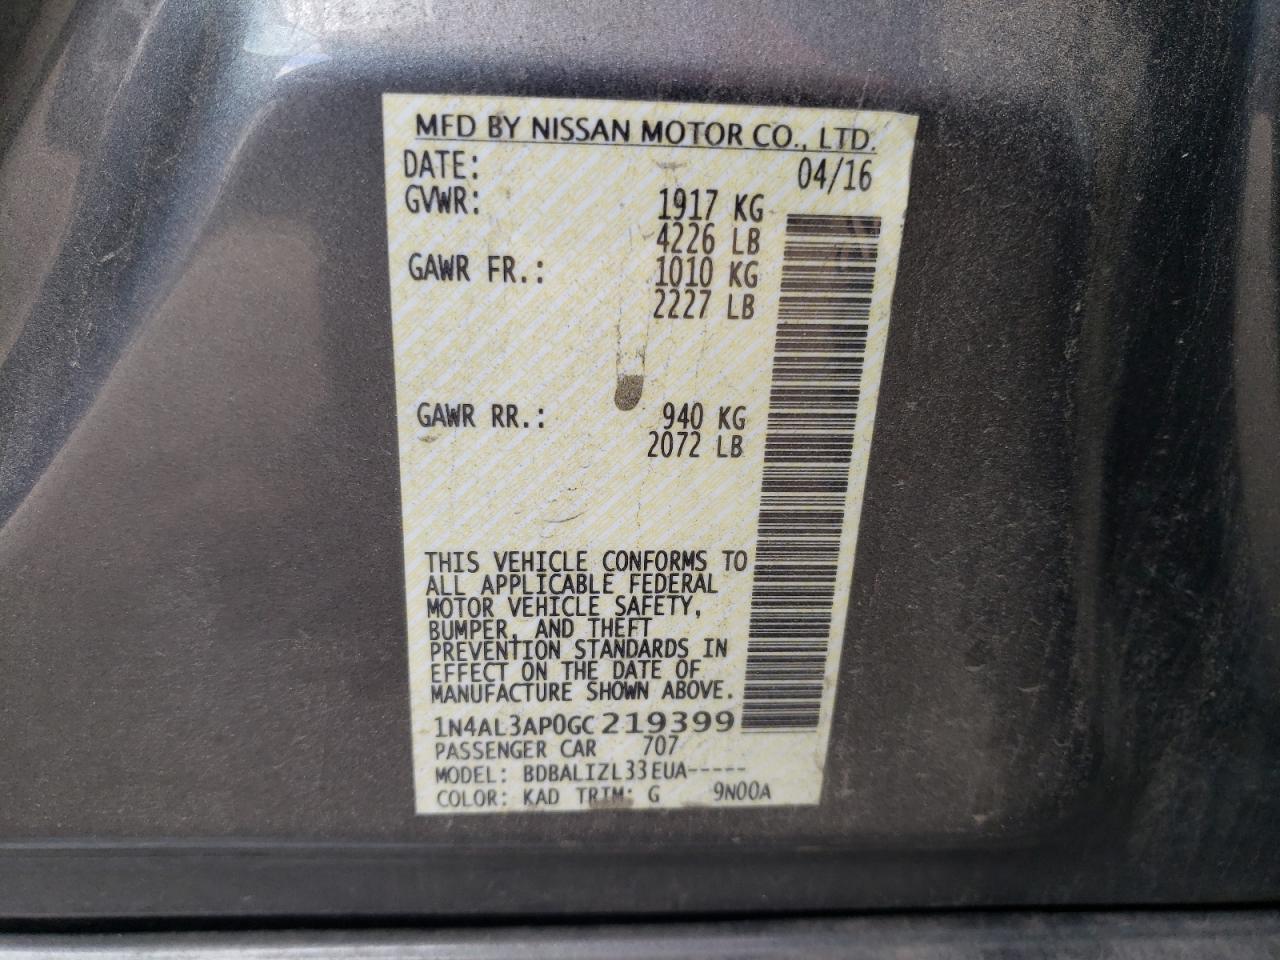 MFD BY NISSAN MOTOR CO., LTD.
DATE: 04/16
GVWR: 1917 KG
4226 LB
GAWR FR.: 1010 KG
2227 LB
GAWR RR.: 940 KG
2072 LB
THIS VEHICLE CONFORMS TO
ALL APPLICABLE FEDERAL
MOTOR VEHICLE SAFETY,
BUMPER, AND THEFT
PREVENTION STANDARDS IN
EFFECT ON THE DATE OF
MANUFACTURE SHOWN ABOVE.
1N4AL3AP0GC219399
PASSENGER CAR 707
MODEL: BDBALIZL33EUA-----
COLOR: KAD TRIM: G 9N00A